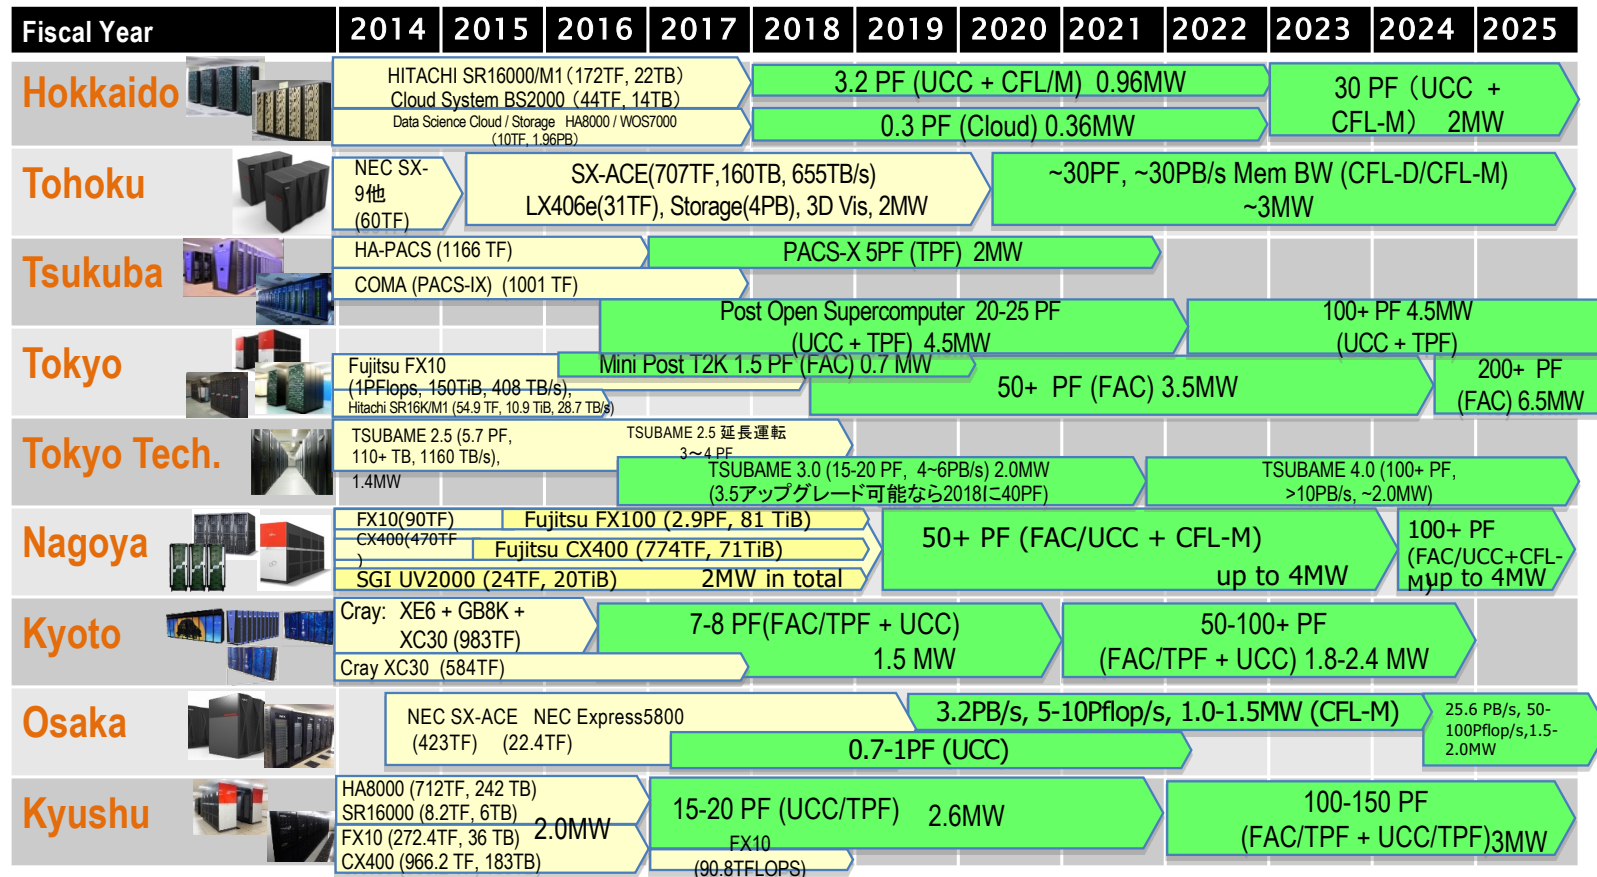 Fiscal Year 2014 2015 2016 2017 2018 2019 2020 2021 2022 2023 2024 2025
Hokkaido
HITACHI SR16000/M1（172TF, 22TB）
Cloud System BS2000（44TF, 14TB）
Data Science Cloud / Storage HA8000 / WOS7000
（10TF, 1.96PB）
3.2 PF (UCC + CFL/M) 0.96MW
0.3 PF (Cloud) 0.36MW
30 PF（UCC +
CFL-M） 2MW
Tohoku
NEC SX-
9他
(60TF)
SX-ACE(707TF,160TB, 655TB/s)
LX406e(31TF), Storage(4PB), 3D Vis, 2MW
~30PF, ~30PB/s Mem BW (CFL-D/CFL-M)
~3MW
Tsukuba
HA-PACS (1166 TF)
COMA (PACS-IX) (1001 TF)
PACS-X 5PF (TPF) 2MW
Post Open Supercomputer 20-25 PF
(UCC + TPF) 4.5MW
100+ PF 4.5MW
(UCC + TPF)
Tokyo
Fujitsu FX10
(1PFlops, 150TiB, 408 TB/s),
Hitachi SR16K/M1 (54.9 TF, 10.9 TiB, 28.7 TB/s)
Mini Post T2K 1.5 PF (FAC) 0.7 MW
50+ PF (FAC) 3.5MW
200+ PF
(FAC) 6.5MW
Tokyo Tech.
TSUBAME 2.5 (5.7 PF,
110+ TB, 1160 TB/s),
1.4MW
TSUBAME 2.5 延長運転
3～4 PF
TSUBAME 3.0 (15-20 PF, 4~6PB/s) 2.0MW
(3.5アップグレード可能なら2018に40PF)
TSUBAME 4.0 (100+ PF,
>10PB/s, ~2.0MW)
Nagoya
FX10(90TF)
CX400(470TF
)
Fujitsu FX100 (2.9PF, 81 TiB)
Fujitsu CX400 (774TF, 71TiB)
SGI UV2000 (24TF, 20TiB) 2MW in total
50+ PF (FAC/UCC + CFL-M)
up to 4MW
100+ PF
(FAC/UCC+CFL-
M)
up to 4MW
Kyoto
Cray: XE6 + GB8K +
XC30 (983TF)
Cray XC30 (584TF)
7-8 PF(FAC/TPF + UCC)
1.5 MW
50-100+ PF
(FAC/TPF + UCC) 1.8-2.4 MW
Osaka
NEC SX-ACE NEC Express5800
(423TF) (22.4TF)
3.2PB/s, 5-10Pflop/s, 1.0-1.5MW (CFL-M)
0.7-1PF (UCC)
25.6 PB/s, 50-
100Pflop/s,1.5-
2.0MW
Kyushu
HA8000 (712TF, 242 TB)
SR16000 (8.2TF, 6TB)
2.0MW
FX10 (272.4TF, 36 TB)
CX400 (966.2 TF, 183TB)
15-20 PF (UCC/TPF) 2.6MW
FX10
(90.8TFLOPS)
100-150 PF
(FAC/TPF + UCC/TPF)
3MW